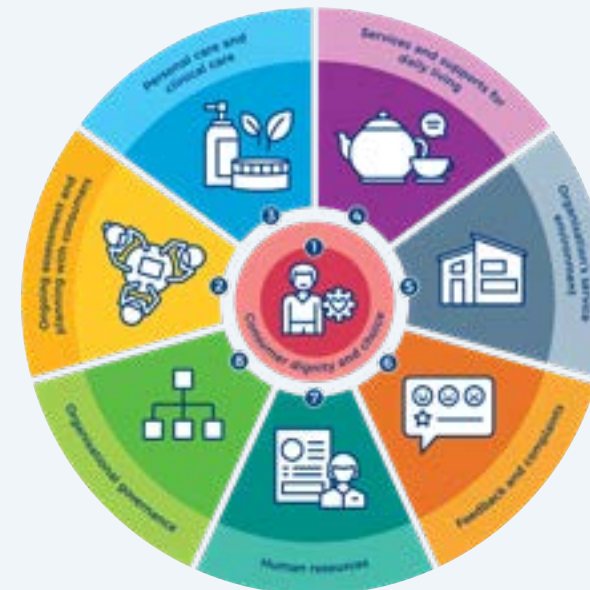 1
Consumer dignity and choice
2
Ongoing assessment and
planning with consumers
3
Personal care and
clinical care
4
Services and supports for
daily living
5
Organisation's service
environment
6
Feedback and complaints
7
Human resources
8
Organisational governance